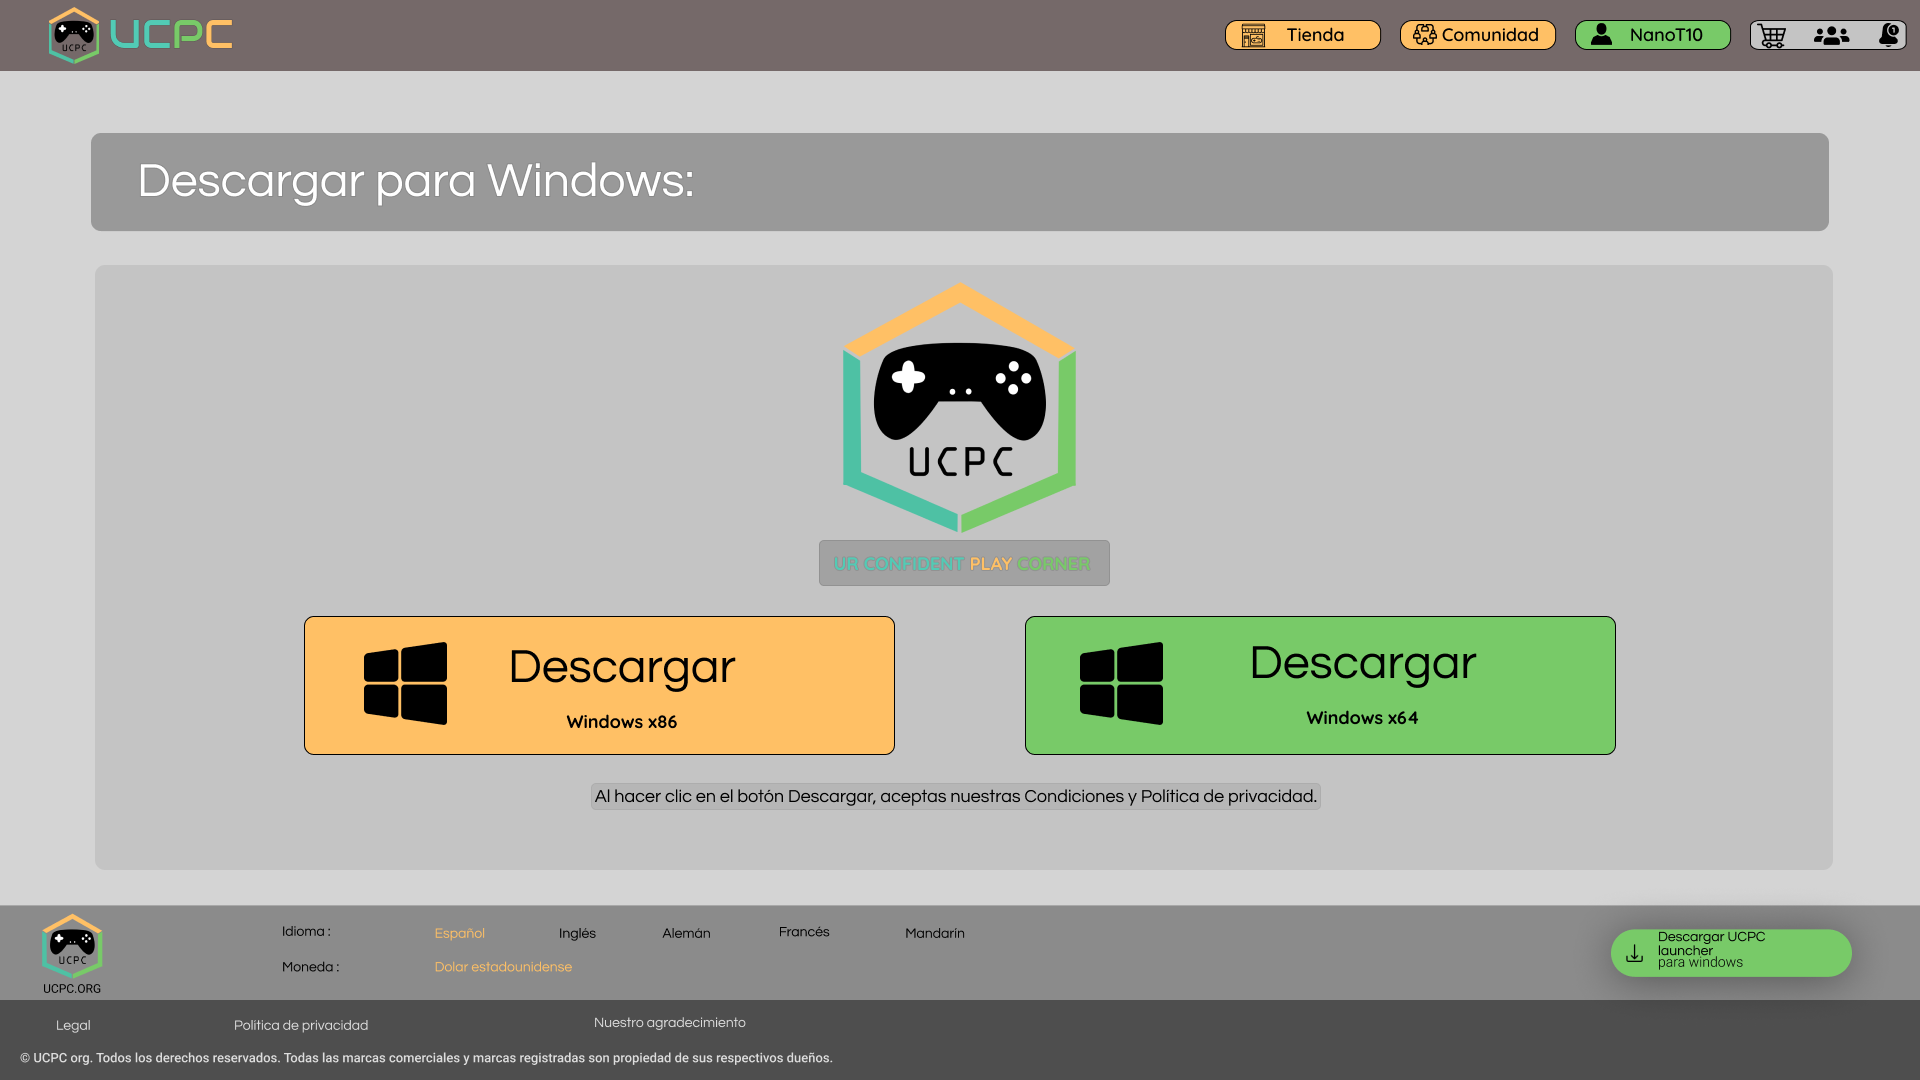 UCPC
UCPC
Tienda
Comunidad
NanoT10
1
Descargar para Windows:
UCPC
UR CONFIDENT PLAY CORNER
Descargar
Windows x86
Descargar
Windows x64
Al hacer clic en el botón Descargar, aceptas nuestras Condiciones y Política de privacidad.
UCPC
UCPC.ORG
Idioma :
Español
Inglés
Alemán
Francés
Mandarín
Moneda :
Dolar estadounidense
Descargar UCPC
launcher
para windows
Legal
Politica de privacidad
Nuestro agradecimiento
© UCPC org. Todos los derechos reservados. Todas las marcas comerciales y marcas registradas son propiedad de sus respectivos dueños.